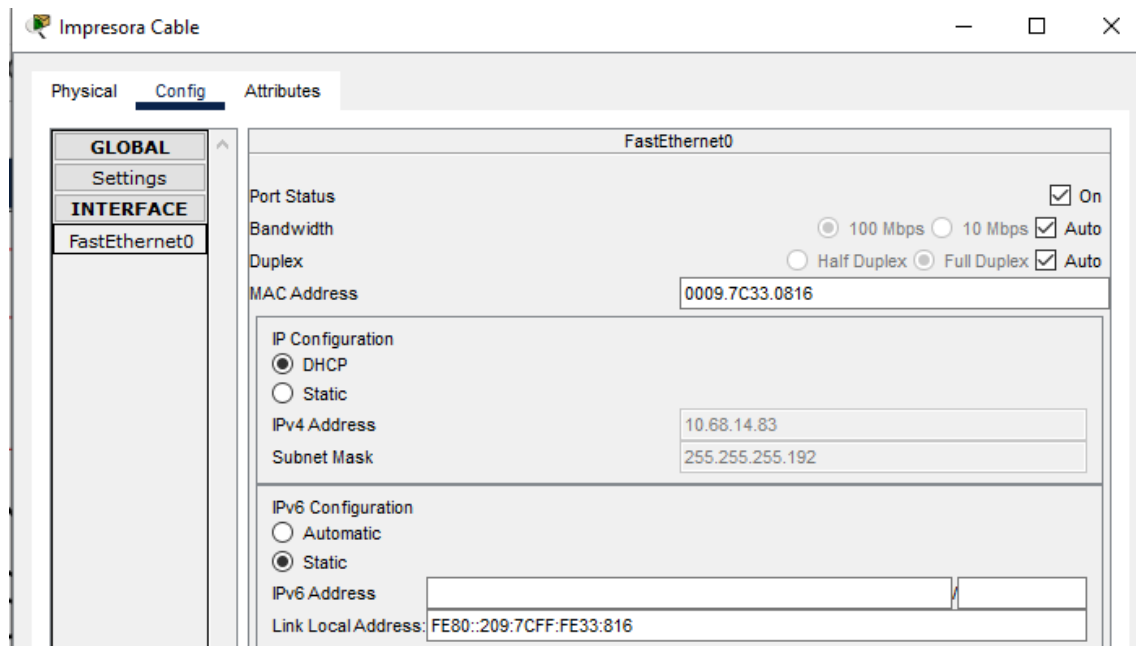 Impresora Cable
Physical Config Attributes
GLOBAL
Settings
INTERFACE
FastEthernet0
FastEthernet0
Port Status On
Bandwidth 100 Mbps 10 Mbps Auto
Duplex Half Duplex Full Duplex Auto
MAC Address 0009.7C33.0816
IP Configuration
DHCP
Static
IPv4 Address 10.68.14.83
Subnet Mask 255.255.255.192
IPv6 Configuration
Automatic
Static
IPv6 Address /
Link Local Address: FE80::209:7CFF:FE33:816